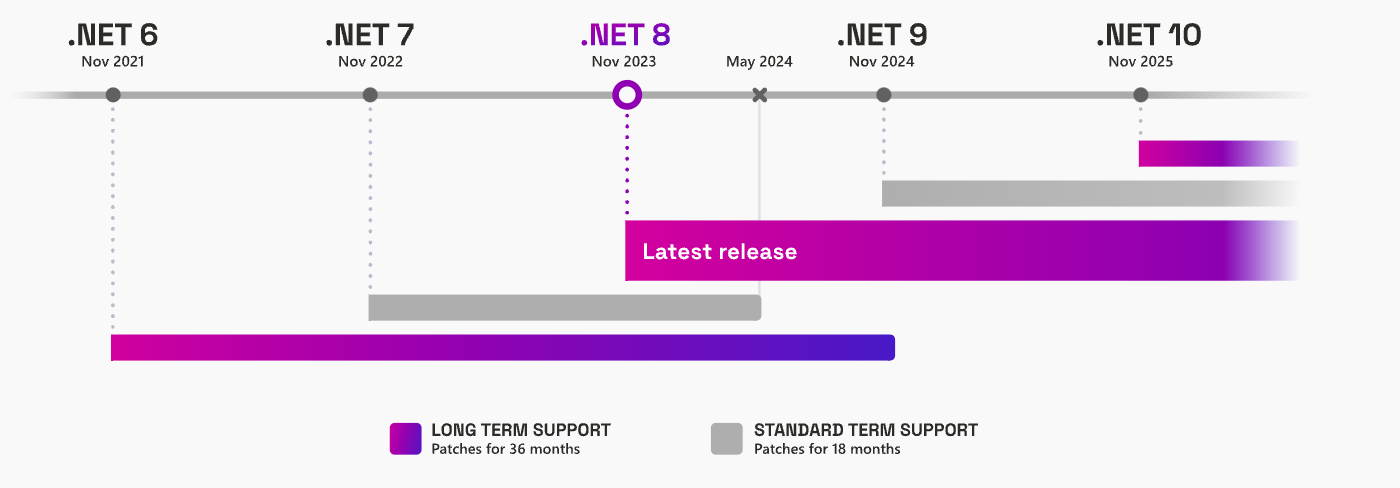 .NET 6
Nov 2021
.NET 7
Nov 2022
.NET 8
Nov 2023
May 2024
.NET 9
Nov 2024
.NET 10
Nov 2025
Latest release
LONG TERM SUPPORT
Patches for 36 months
STANDARD TERM SUPPORT
Patches for 18 months